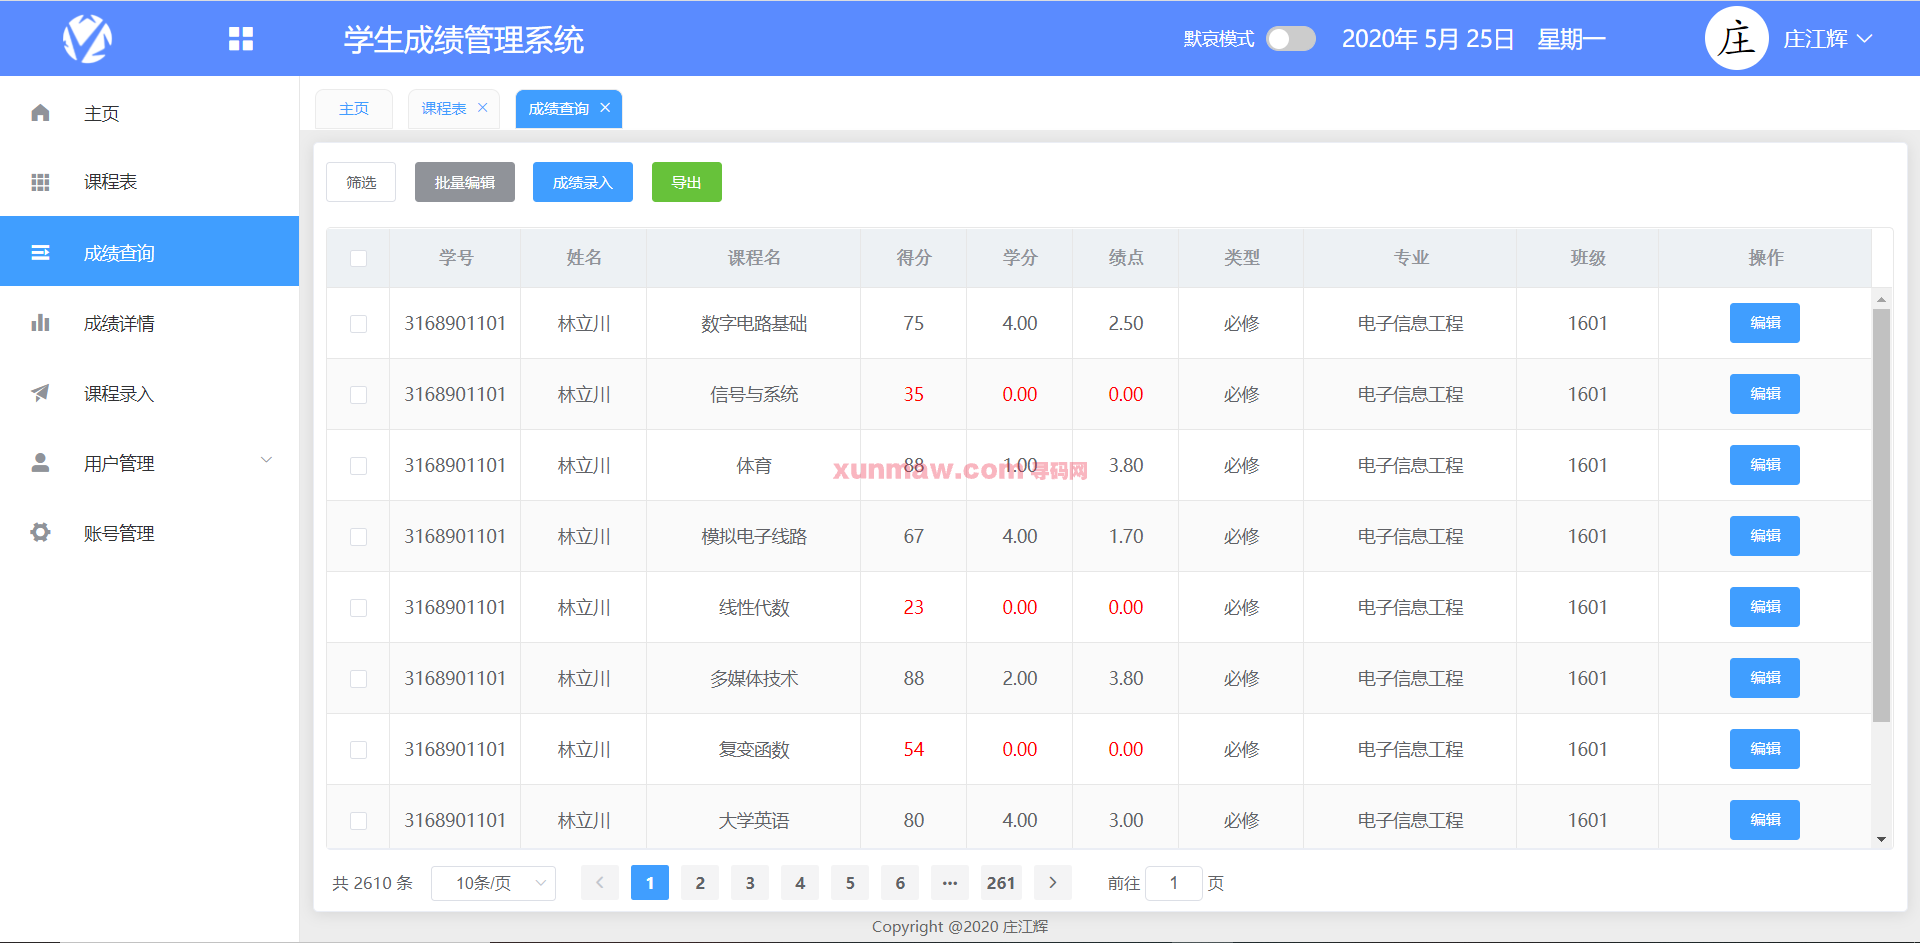 学生成绩管理系统
默哀模式
2020年 5月 25日 星期一
庄
庄江辉
主页
课程表
成绩查询
成绩详情
课程录入
用户管理
账号管理
主页 课程表 成绩查询
筛选 批量编辑 成绩录入 导出
学号 姓名 课程名 得分 学分 绩点 类型 专业 班级 操作
3168901101 林立川 数字电路基础 75 4.00 2.50 必修 电子信息工程 1601 编辑
3168901101 林立川 信号与系统 35 0.00 0.00 必修 电子信息工程 1601 编辑
3168901101 林立川 体育 88 1.00 3.80 必修 电子信息工程 1601 编辑
xunmaw.com 寻码网
3168901101 林立川 模拟电子线路 67 4.00 1.70 必修 电子信息工程 1601 编辑
3168901101 林立川 线性代数 23 0.00 0.00 必修 电子信息工程 1601 编辑
3168901101 林立川 多媒体技术 88 2.00 3.80 必修 电子信息工程 1601 编辑
3168901101 林立川 复变函数 54 0.00 0.00 必修 电子信息工程 1601 编辑
3168901101 林立川 大学英语 80 4.00 3.00 必修 电子信息工程 1601 编辑
共 2610 条 10条/页 1 2 3 4 5 6 ••• 261 前往 1 页
Copyright @2020 庄江辉